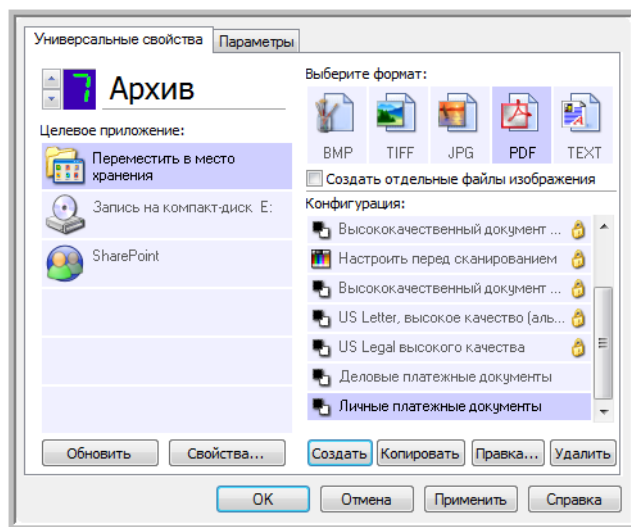 Универсальные свойства Параметры
7 Архив
Целевое приложение:
Переместить в место
хранения
Запись на компакт-диск E:
SharePoint
Обновить Свойства...
Выберите формат:
BMP TIFF JPG PDF TEXT
Создать отдельные файлы изображения
Конфигурация:
Высококачественный документ ...
Настроить перед сканированием
Высококачественный документ ...
US Letter, высокое качество (аль...
US Legal высокого качества
Деловые платежные документы
Личные платежные документы
Создать Копировать Правка... Удалить
OK Отмена Применить Справка